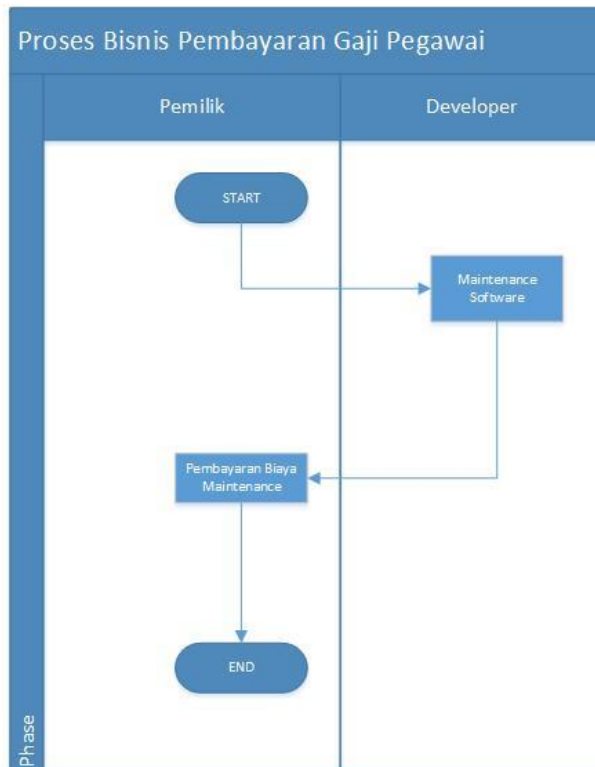 Proses Bisnis Pembayaran Gaji Pegawai
Pemilik
Developer
START
Maintenance
Software
Pembayaran Biaya
Maintenance
END
Phase